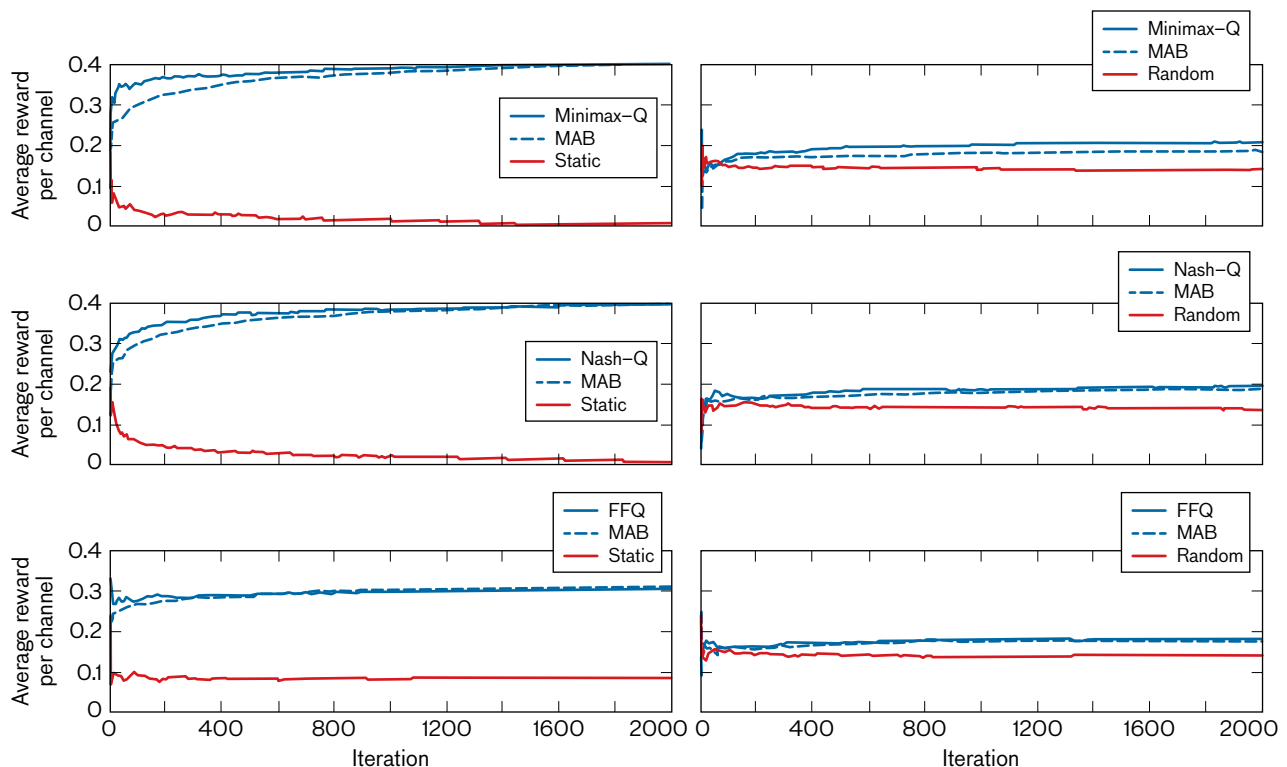 Average reward
per channel
0.4
0.3
0.2
0.1
0
Minimax–Q
MAB
Static
Minimax–Q
MAB
Random
Average reward
per channel
0.4
0.3
0.2
0.1
0
Nash–Q
MAB
Static
Nash–Q
MAB
Random
Average reward
per channel
0.4
0.3
0.2
0.1
0
FFQ
MAB
Static
0 400 800 1200 1600 2000
Iteration
FFQ
MAB
Random
0 400 800 1200 1600 2000
Iteration